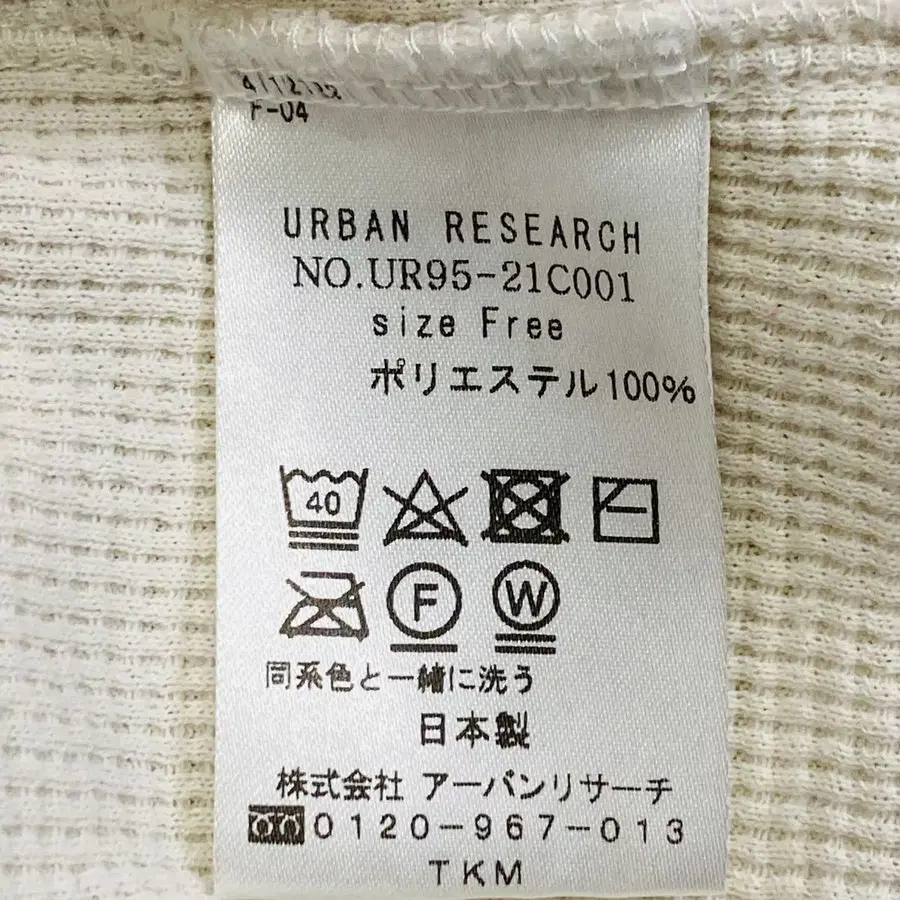 F-04
URBAN RESEARCH
NO.UR95-21C001
size Free
ポリエステル100%
40
F
W
同系色と一緒に洗う
日本製
株式会社 アーバンリサーチ
0120-967-013
TKM